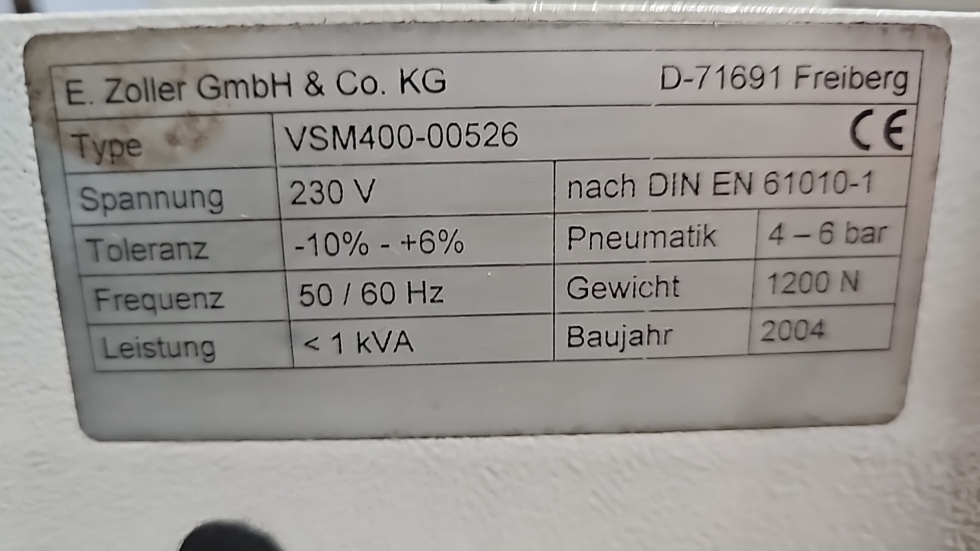 E. Zoller GmbH & Co. KG D-71691 Freiberg
Type VSM400-00526 CE
Spannung 230 V nach DIN EN 61010-1
Toleranz -10% - +6% Pneumatik 4 – 6 bar
Frequenz 50 / 60 Hz Gewicht 1200 N
Leistung < 1 kVA Baujahr 2004